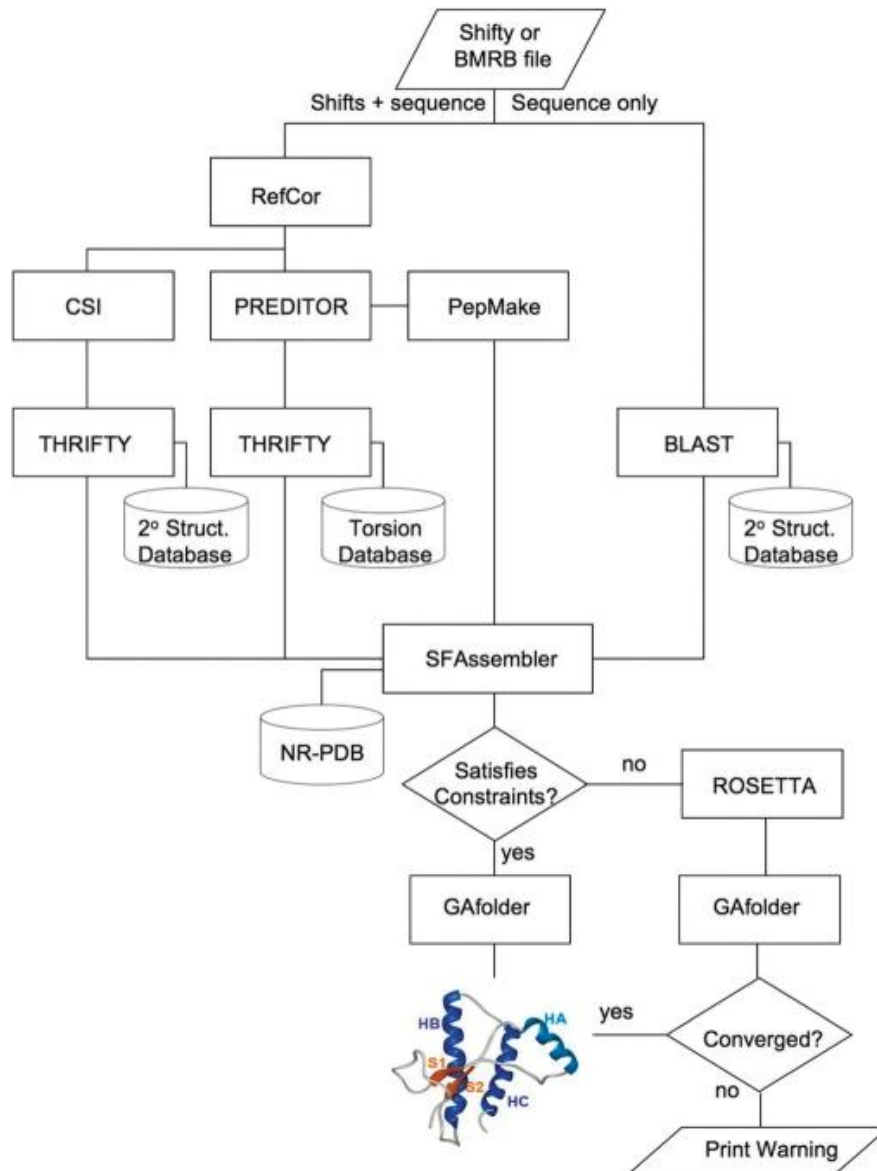 Shifty or
BMRB file
Shifts + sequence
Sequence only
RefCor
CSI
PREDITOR
PepMake
THRIFTY
THRIFTY
BLAST
2º Struct.
Database
Torsion
Database
2º Struct.
Database
SFAssembler
NR-PDB
Satisfies
Constraints?
no
ROSETTA
yes
GAfolder
GAfolder
HB
HA
S1
S2
HC
yes
Converged?
no
Print Warning